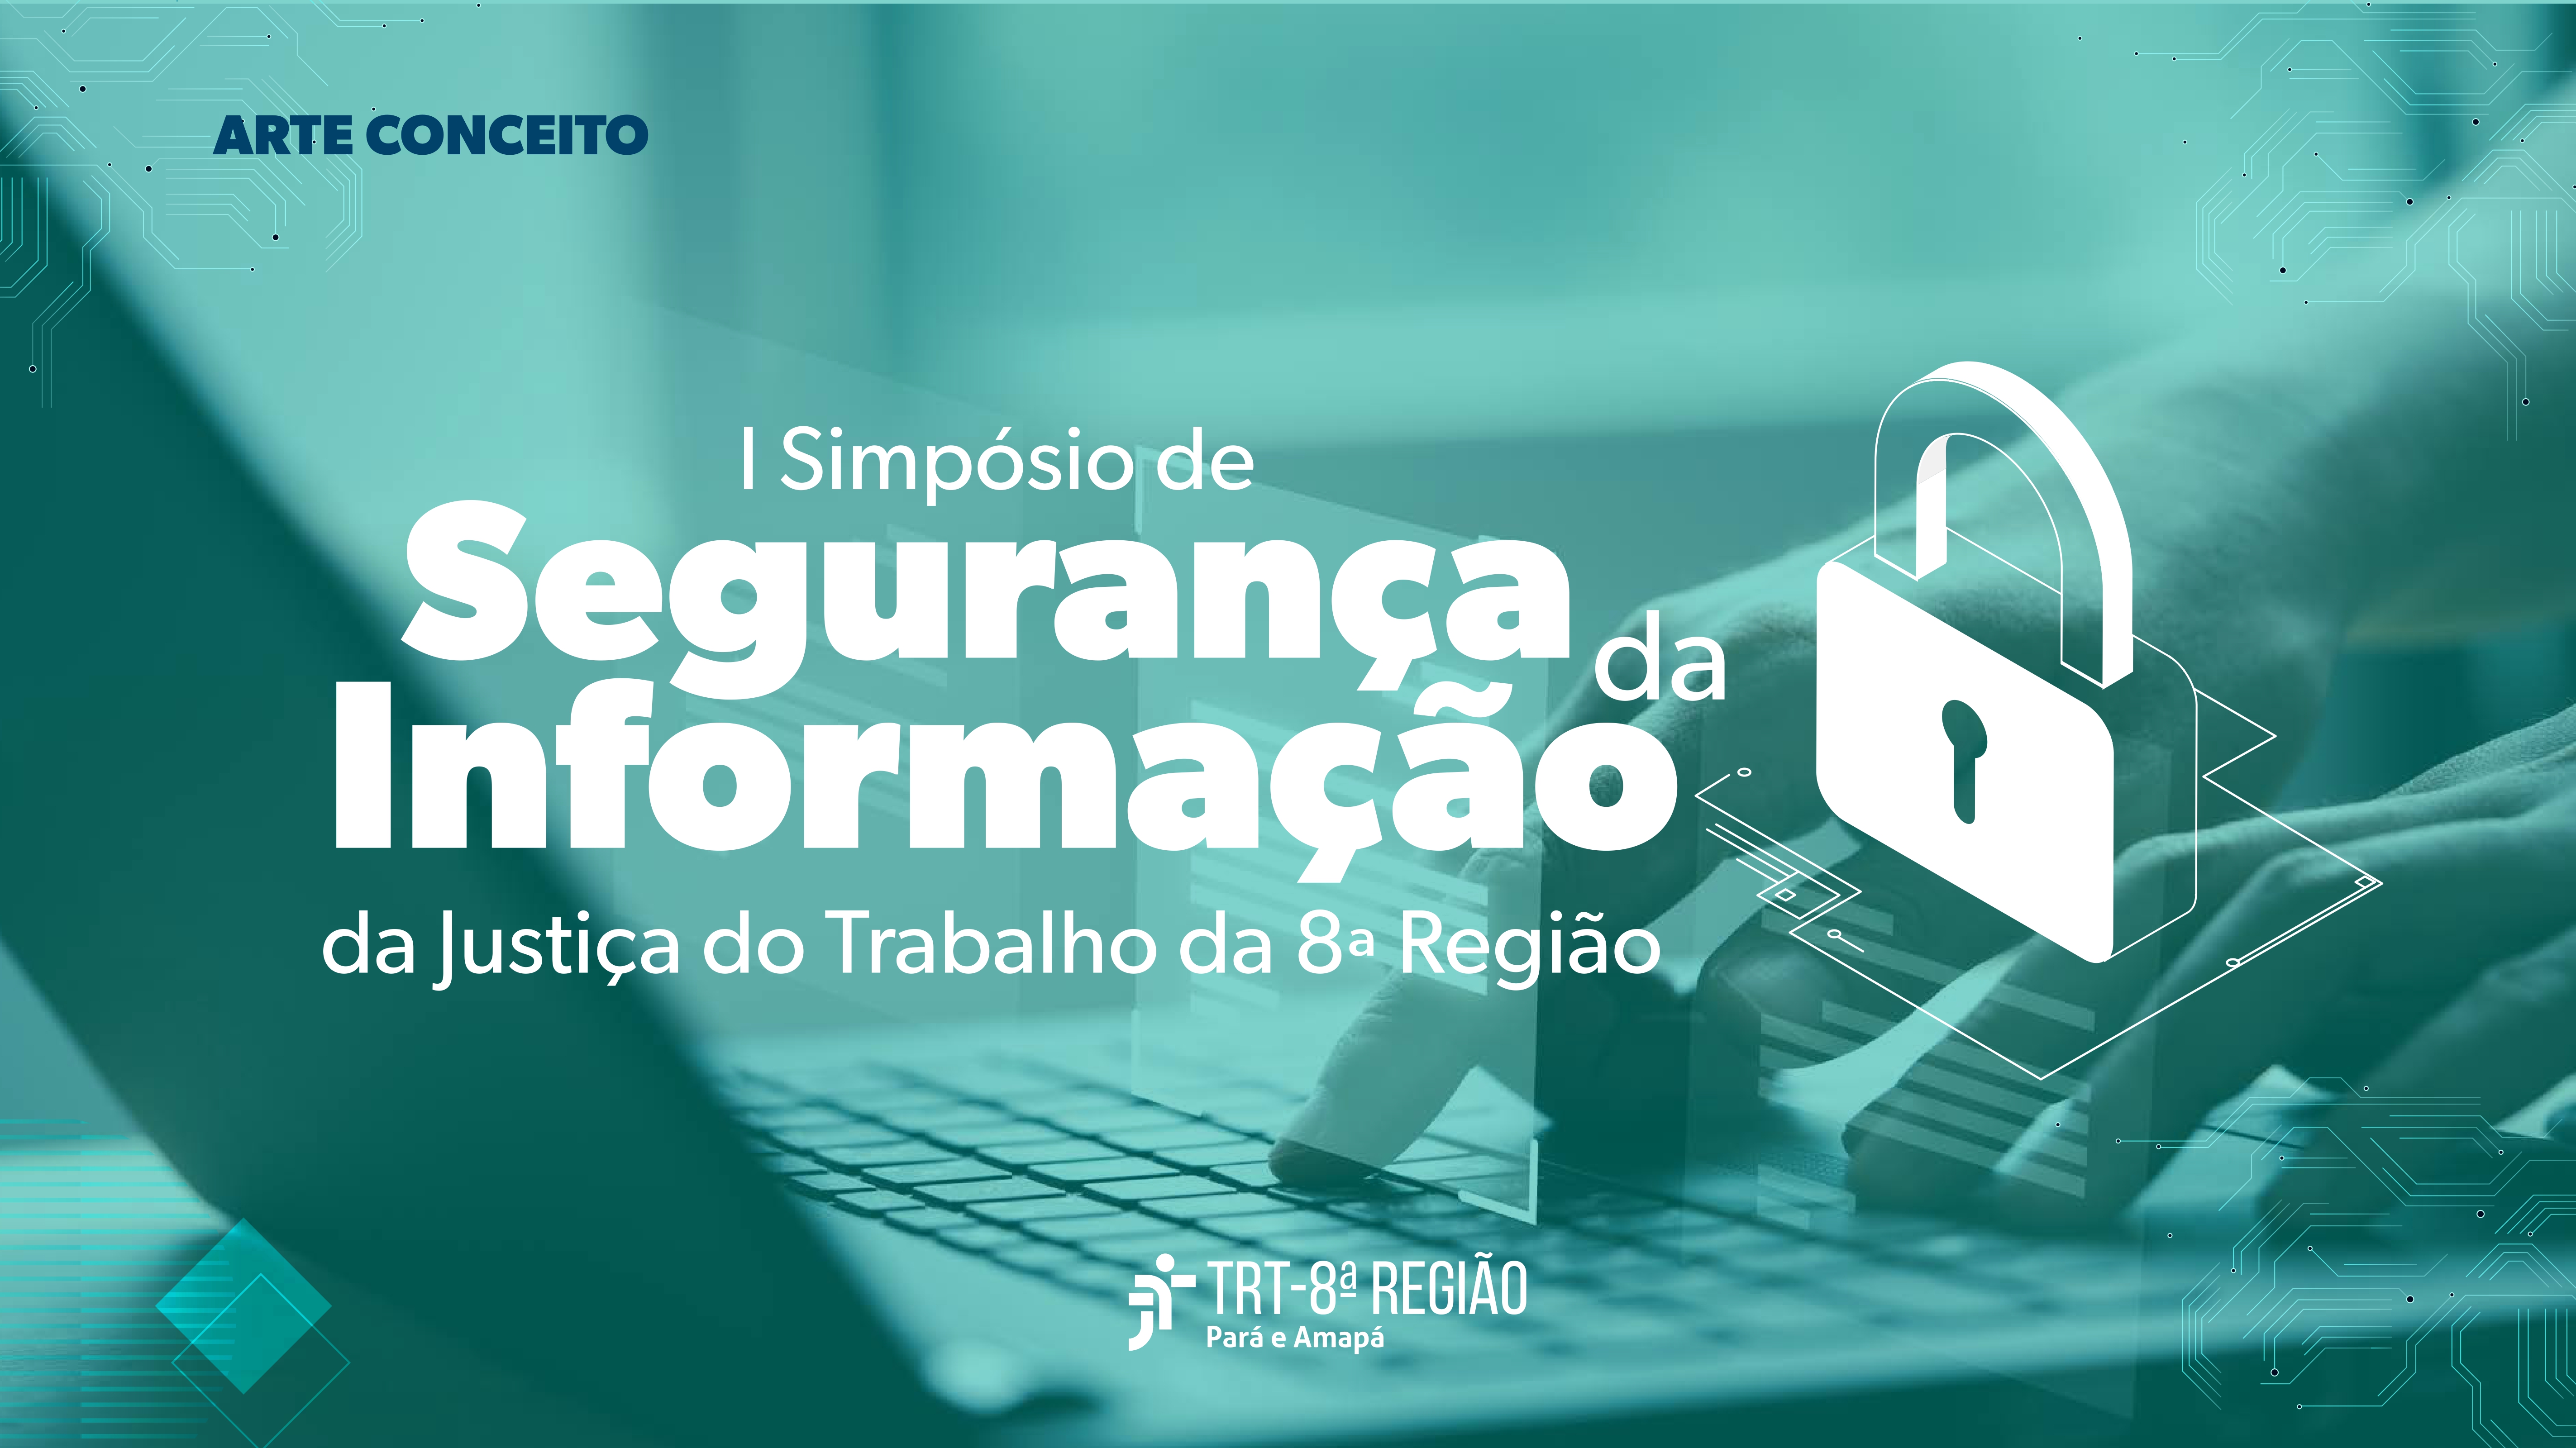 ARTE CONCEITO
I Simpósio de
Segurança da
Informação
da Justiça do Trabalho da 8ª Região
TRT-8ª REGIÃO
Pará e Amapá